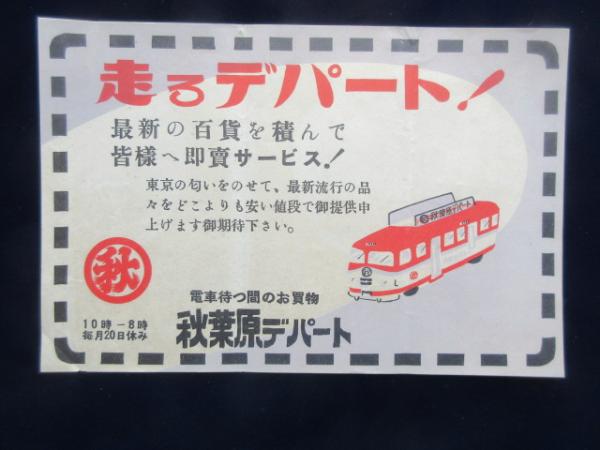 走るデパート!
最新の百貨を積んで
皆様へ即賣サービス!
東京の匂いをのせて、最新流行の品
々をどこよりも安い値段で御提供申
上げます御期待下さい。
秋葉原デパート
秋
電車待つ間のお買物
10時-8時
毎月20日休み
秋葉原デパート